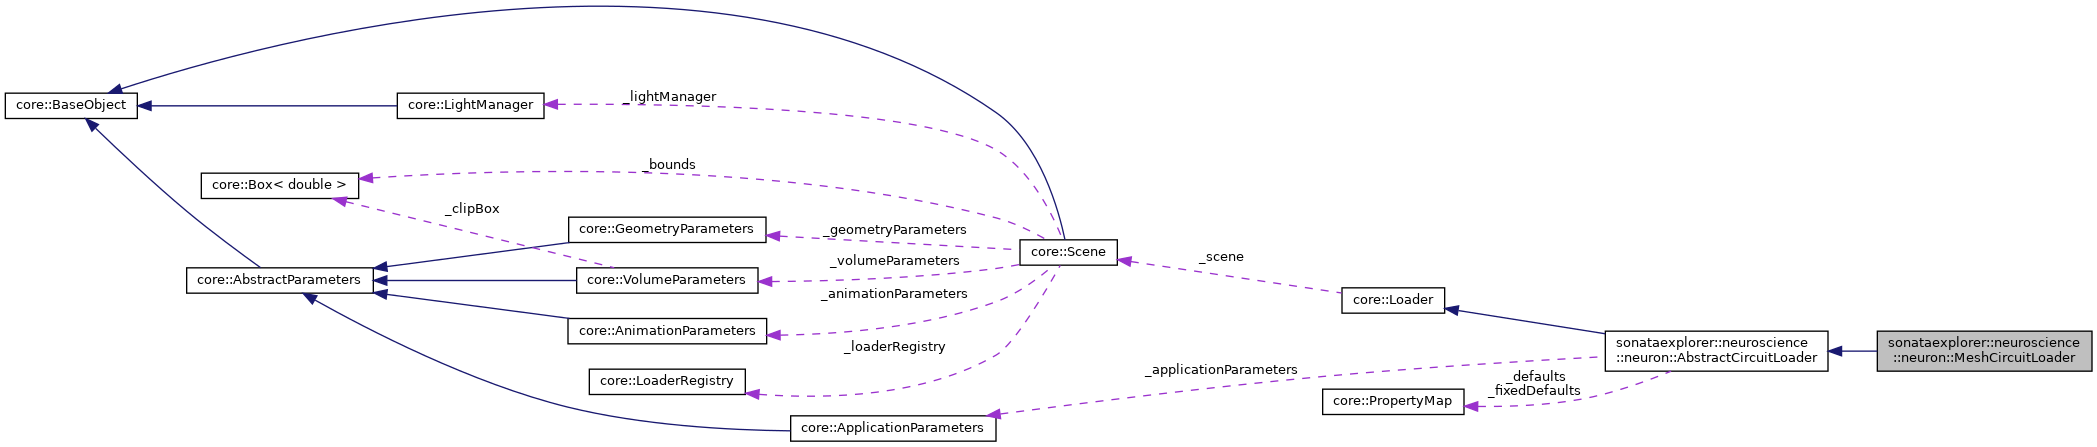 core::BaseObject
core::LightManager
_lightManager
_bounds
core::Box< double >
_clipBox
core::GeometryParameters
_geometryParameters
core::Scene
_scene
_volumeParameters
core::AbstractParameters
core::VolumeParameters
_animationParameters
core::Loader
core::AnimationParameters
_loaderRegistry
sonataexplorer::neuroscience
::neuron::AbstractCircuitLoader
sonataexplorer::neuroscience
::neuron::MeshCircuitLoader
core::LoaderRegistry
_applicationParameters
_defaults
_fixedDefaults
core::PropertyMap
core::ApplicationParameters